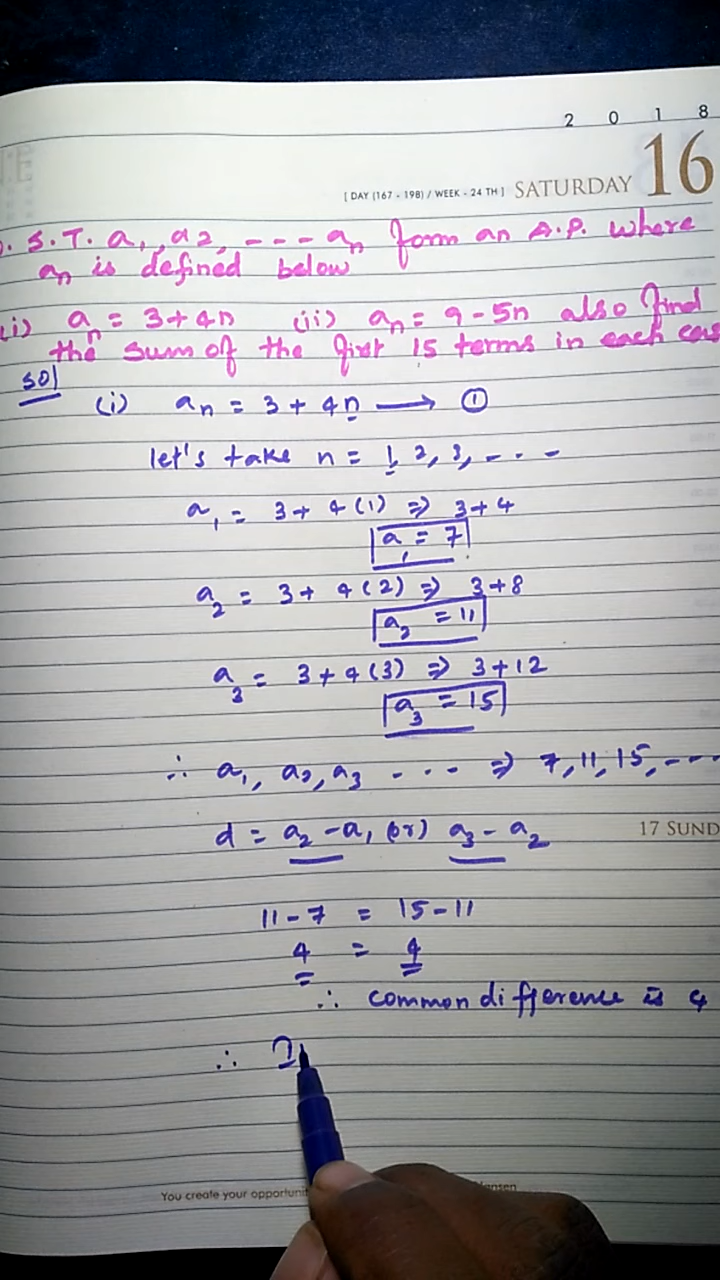 2 0 1 8
[ DAY (167 - 198) / WEEK - 24 TH ] SATURDAY 16
S.T. a₁, a₂, ---- aₙ form an A.P. where
aₙ is defined below
(i) aₙ = 3+4n (ii) aₙ = 9-5n also find
the sum of the first 15 terms in each cas
sol
(i) aₙ = 3 + 4n ⟶ ①
let's take n = 1, 2, 3, - - - -
a₁ = 3+ 4(1) ⇒ 3+4
a₁ = 7
a₂ = 3+ 4(2) ⇒ 3+8
a₂ = 11
a₃ = 3+4(3) ⇒ 3+12
a₃ = 15
∴ a₁, a₂, a₃ - - - - ⇒ 7, 11, 15, ----
d = a₂ - a₁ (or) a₃ - a₂
17 SUND
11-7 = 15-11
4 = 4
∴ common difference is 4
∴
You create your opportunit